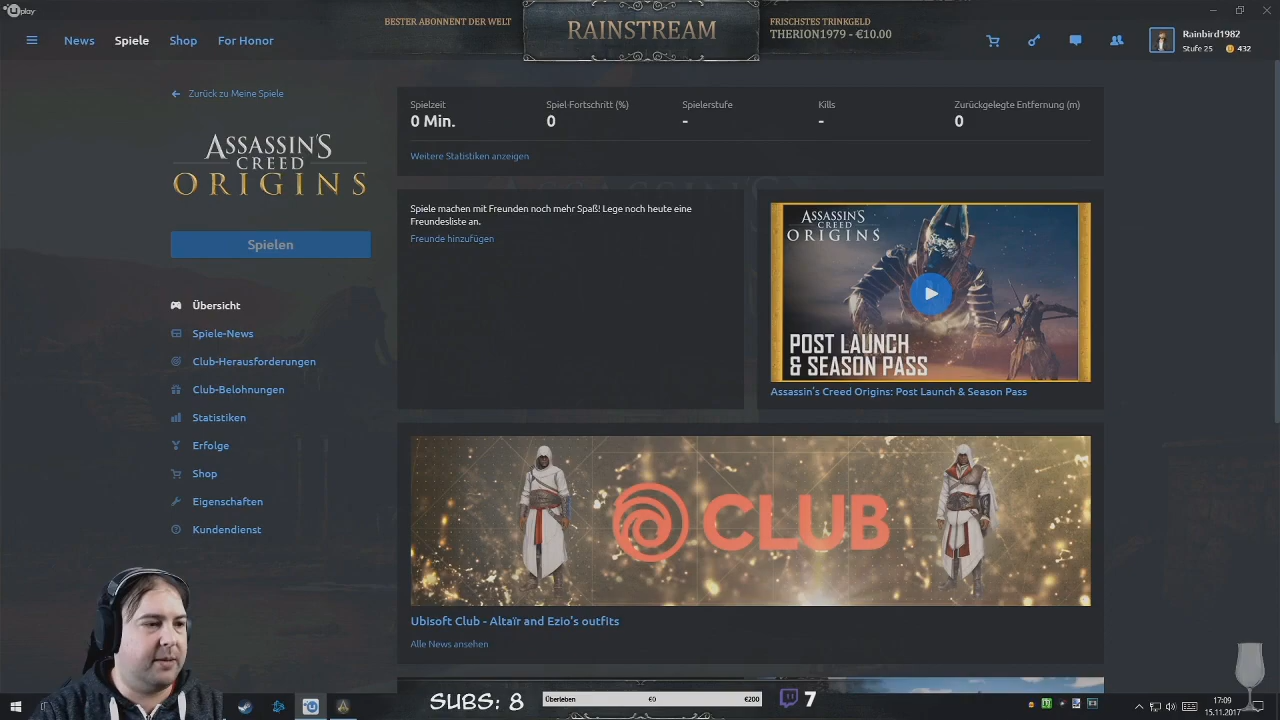 uplay
BESTER ABONNENT DER WELT
RAINSTREAM
FRISCHSTES TRINKGELD
THERION1979 - €10.00
News
Spiele
Shop
For Honor
Rainbird1982
Stufe 25
432
Zurück zu Meine Spiele
ASSASSIN'S
CREED
ORIGINS
Spielen
Übersicht
Spiele-News
Club-Herausforderungen
Club-Belohnungen
Statistiken
Erfolge
Shop
Eigenschaften
Kundendienst
Spielzeit
0 Min.
Spiel-Fortschritt (%)
0
Spielerstufe
-
Kills
-
Zurückgelegte Entfernung (m)
0
Weitere Statistiken anzeigen
Spiele machen mit Freunden noch mehr Spaß! Lege noch heute eine
Freundesliste an.
Freunde hinzufügen
ASSASSIN'S
CREED
ORIGINS
POST LAUNCH
& SEASON PASS
Assassin's Creed Origins: Post Launch & Season Pass
CLUB
Ubisoft Club - Altaïr and Ezio's outfits
Alle News ansehen
SUBS: 8
Überleben
€0
€200
7
17:09
15.11.2017